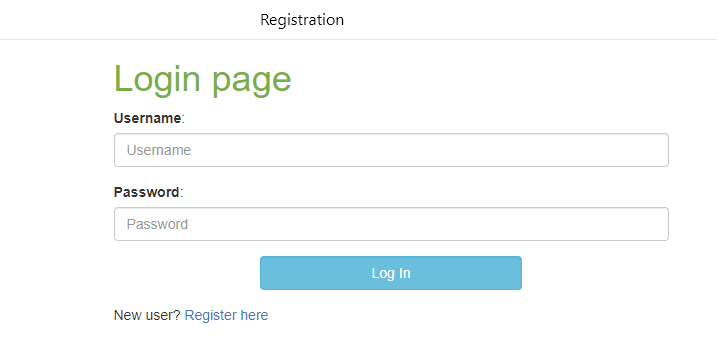 Registration
Login page
Username:
Username
Password:
Password
Log In
New user? Register here